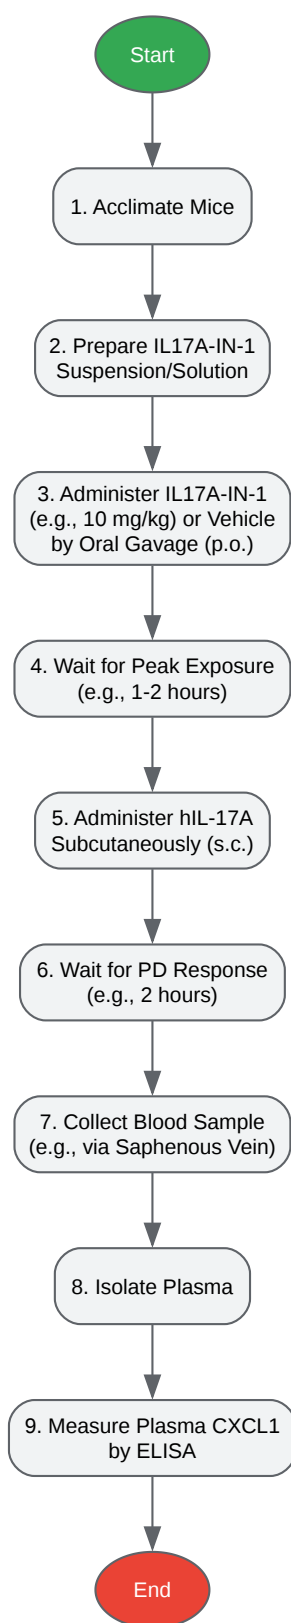 Start
1. Acclimate Mice
2. Prepare IL17A-IN-1
Suspension/Solution
3. Administer IL17A-IN-1
(e.g., 10 mg/kg) or Vehicle
by Oral Gavage (p.o.)
4. Wait for Peak Exposure
(e.g., 1-2 hours)
5. Administer hIL-17A
Subcutaneously (s.c.)
6. Wait for PD Response
(e.g., 2 hours)
7. Collect Blood Sample
(e.g., via Saphenous Vein)
8. Isolate Plasma
9. Measure Plasma CXCL1
by ELISA
End